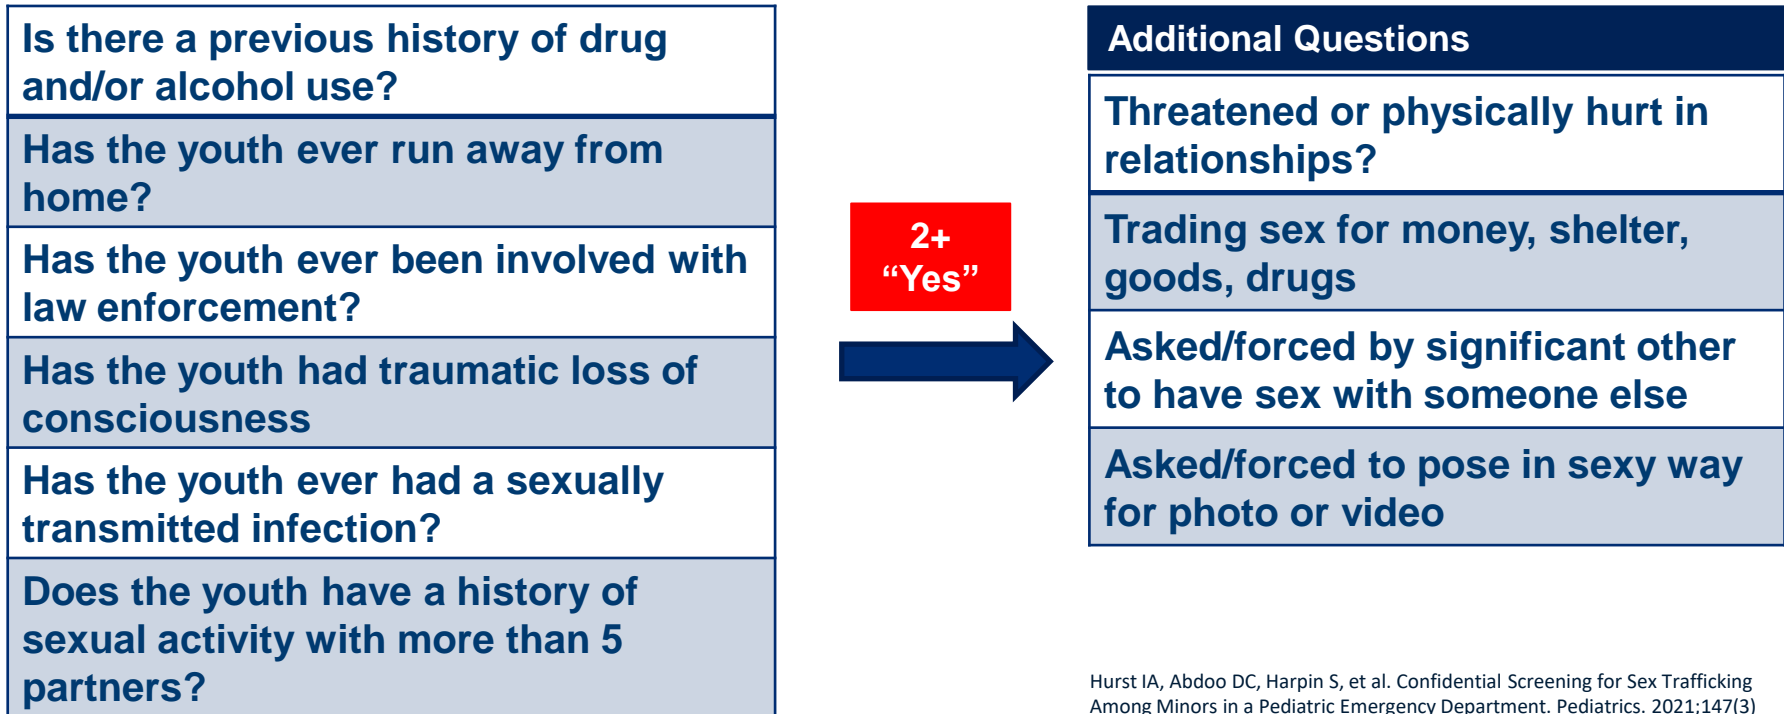 Is there a previous history of drug
and/or alcohol use?
Has the youth ever run away from
home?
Has the youth ever been involved with
law enforcement?
Has the youth had traumatic loss of
consciousness
Has the youth ever had a sexually
transmitted infection?
Does the youth have a history of
sexual activity with more than 5
partners?
2+
“Yes”
Additional Questions
Threatened or physically hurt in
relationships?
Trading sex for money, shelter,
goods, drugs
Asked/forced by significant other
to have sex with someone else
Asked/forced to pose in sexy way
for photo or video
Hurst IA, Abdoo DC, Harpin S, et al. Confidential Screening for Sex Trafficking
Among Minors in a Pediatric Emergency Department. Pediatrics. 2021;147(3)